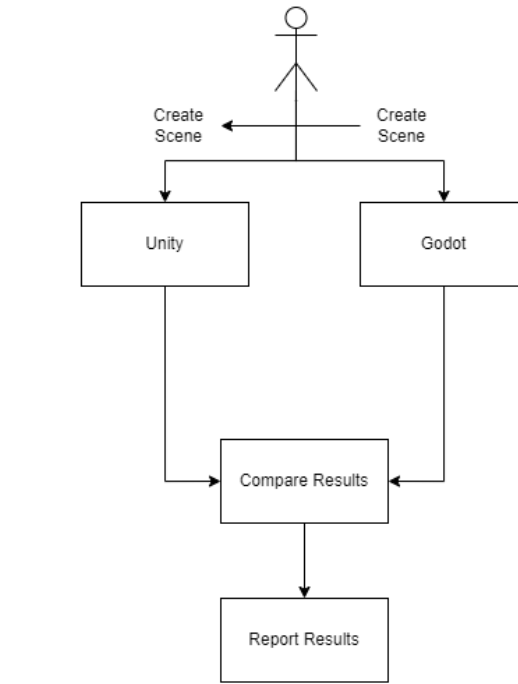 Create
Scene
Create
Scene
Unity
Godot
Compare Results
Report Results